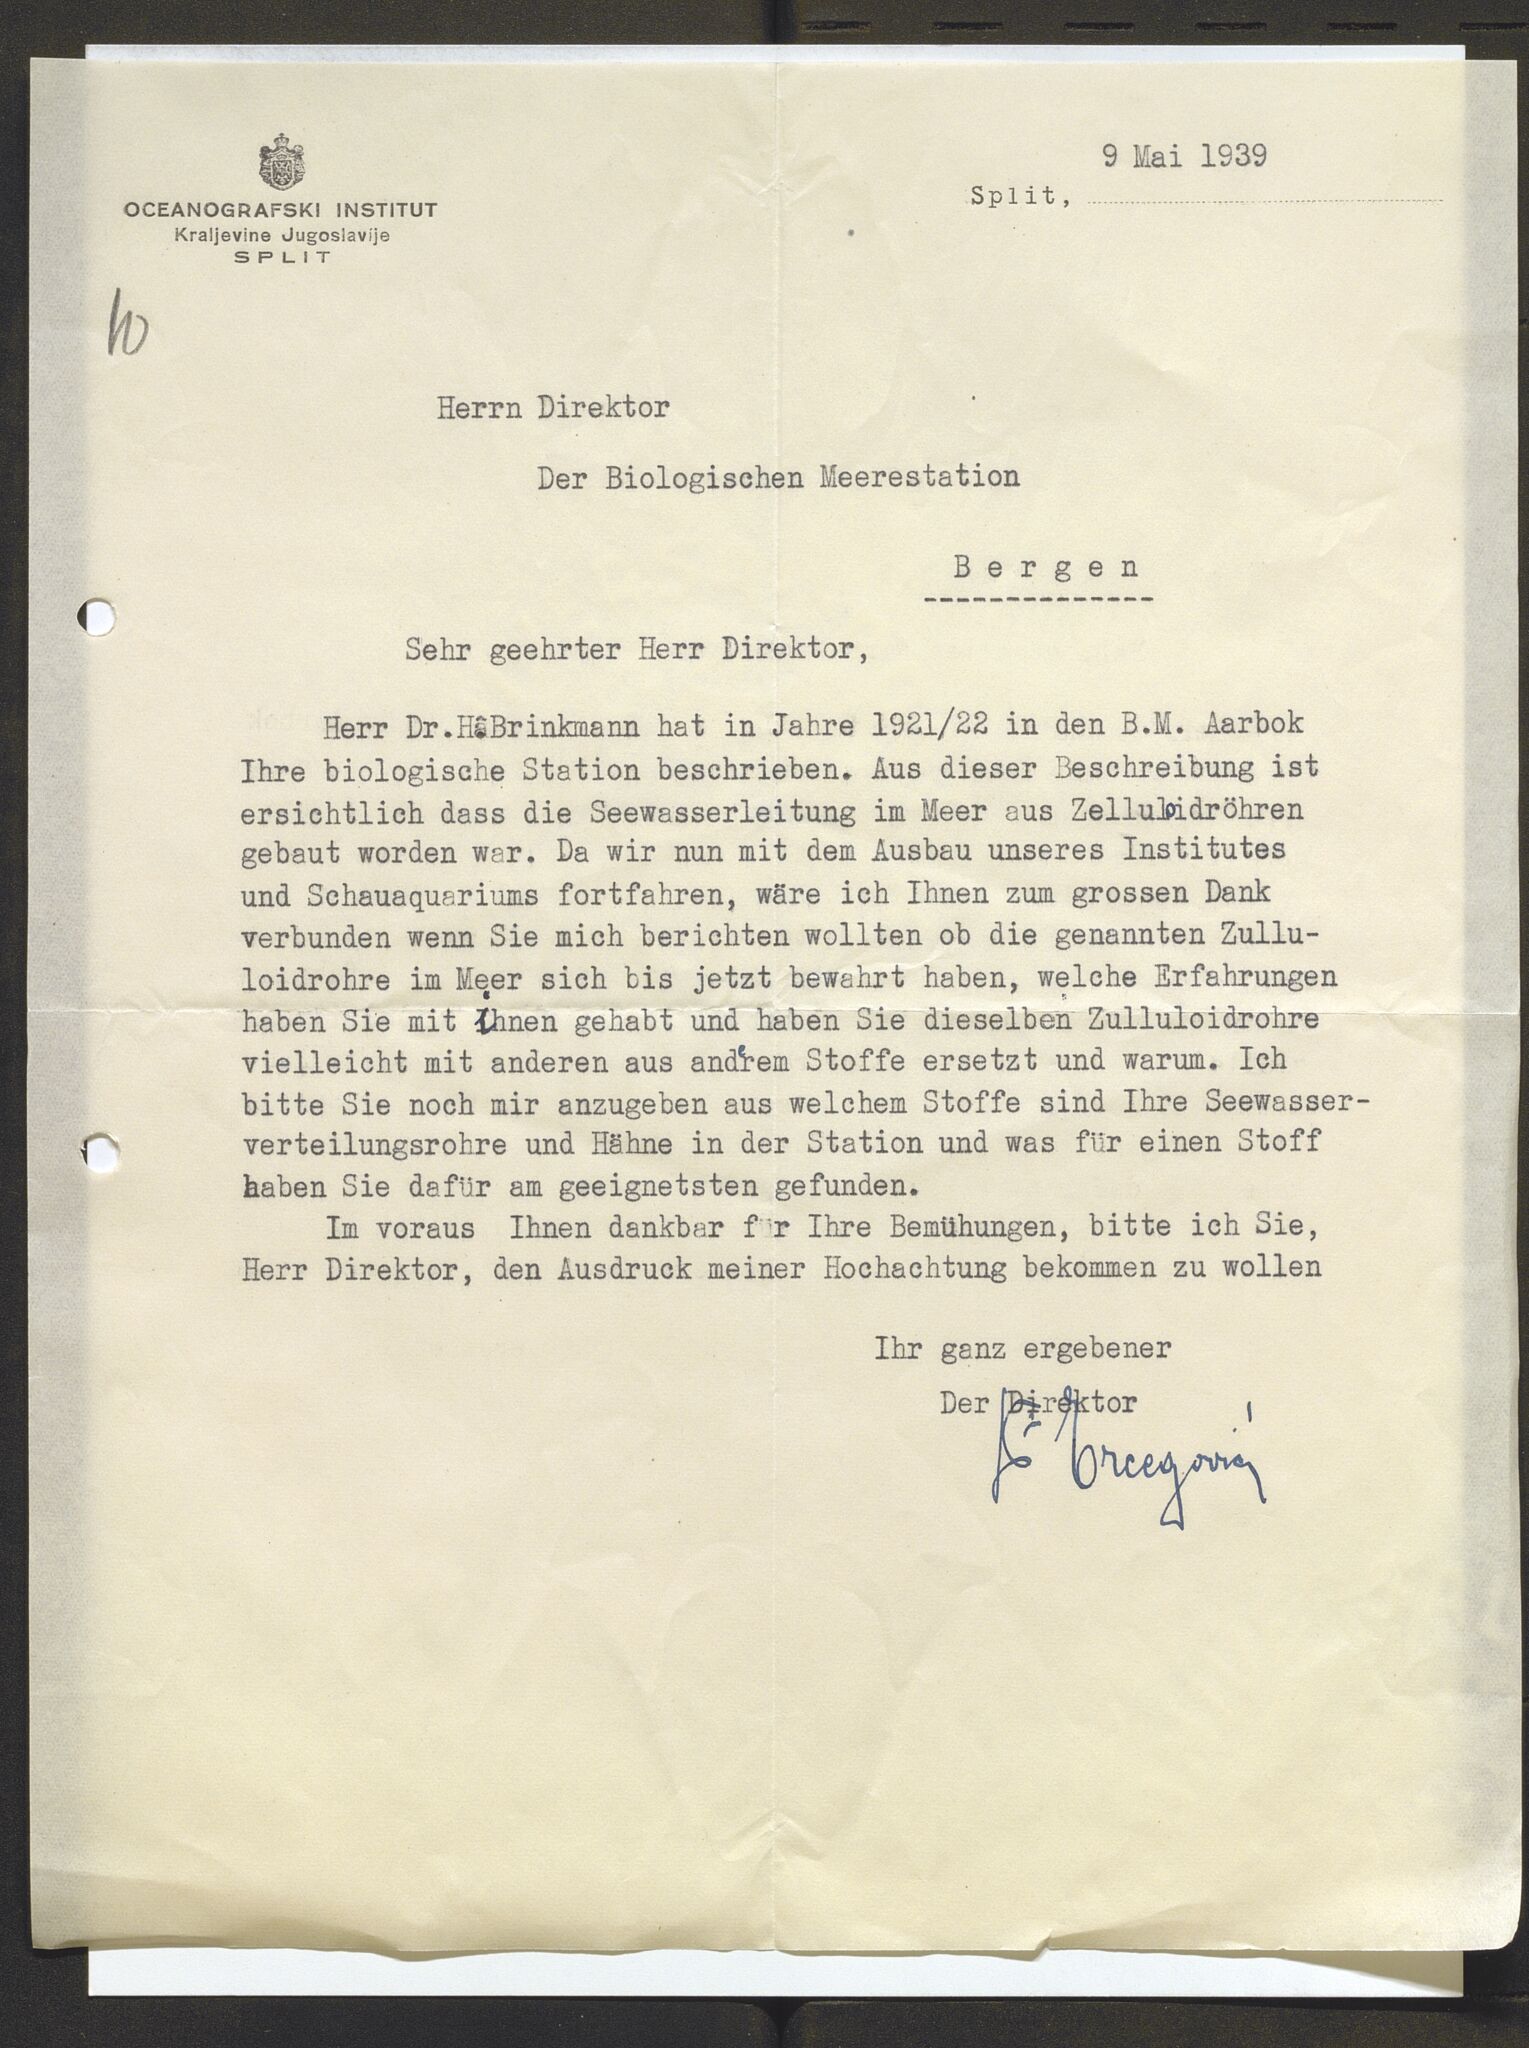 9 Mai 1939
Split,
OCEANOGRAFSKI INSTITUT
Kraljevine Jugoslavije
SPLIT
10
Herrn Direktor
Der Biologischen Meerestation
Bergen
Sehr geehrter Herr Direktor,
Herr Dr. Brinkmann hat in Jahre 1921/22 in den B.M. Aarbok
Ihre biologische Station beschrieben. Aus dieser Beschreibung ist
ersichtlich dass die Seewasserleitung im Meer aus Zelluloidröhren
gebaut worden war. Da wir nun mit dem Ausbau unseres Institutes
und Schauaquariums fortfahren, wäre ich Ihnen zum grossen Dank
verbunden wenn Sie mich berichten wollten ob die genannten Zullu-
loidrohre im Meer sich bis jetzt bewahrt haben, welche Erfahrungen
haben Sie mit ihnen gehabt und haben Sie dieselben Zulluloidrohre
vielleicht mit anderen aus anderem Stoffe ersetzt und warum. Ich
bitte Sie noch mir anzugeben aus welchem Stoffe sind Ihre Seewasser-
verteilungsrohre und Hähne in der Station und was für einen Stoff
haben Sie dafür am geeignetsten gefunden.
Im voraus Ihnen dankbar für Ihre Bemühungen, bitte ich Sie,
Herr Direktor, den Ausdruck meiner Hochachtung bekommen zu wollen
Ihr ganz ergebener
Der Direktor
Ercegović